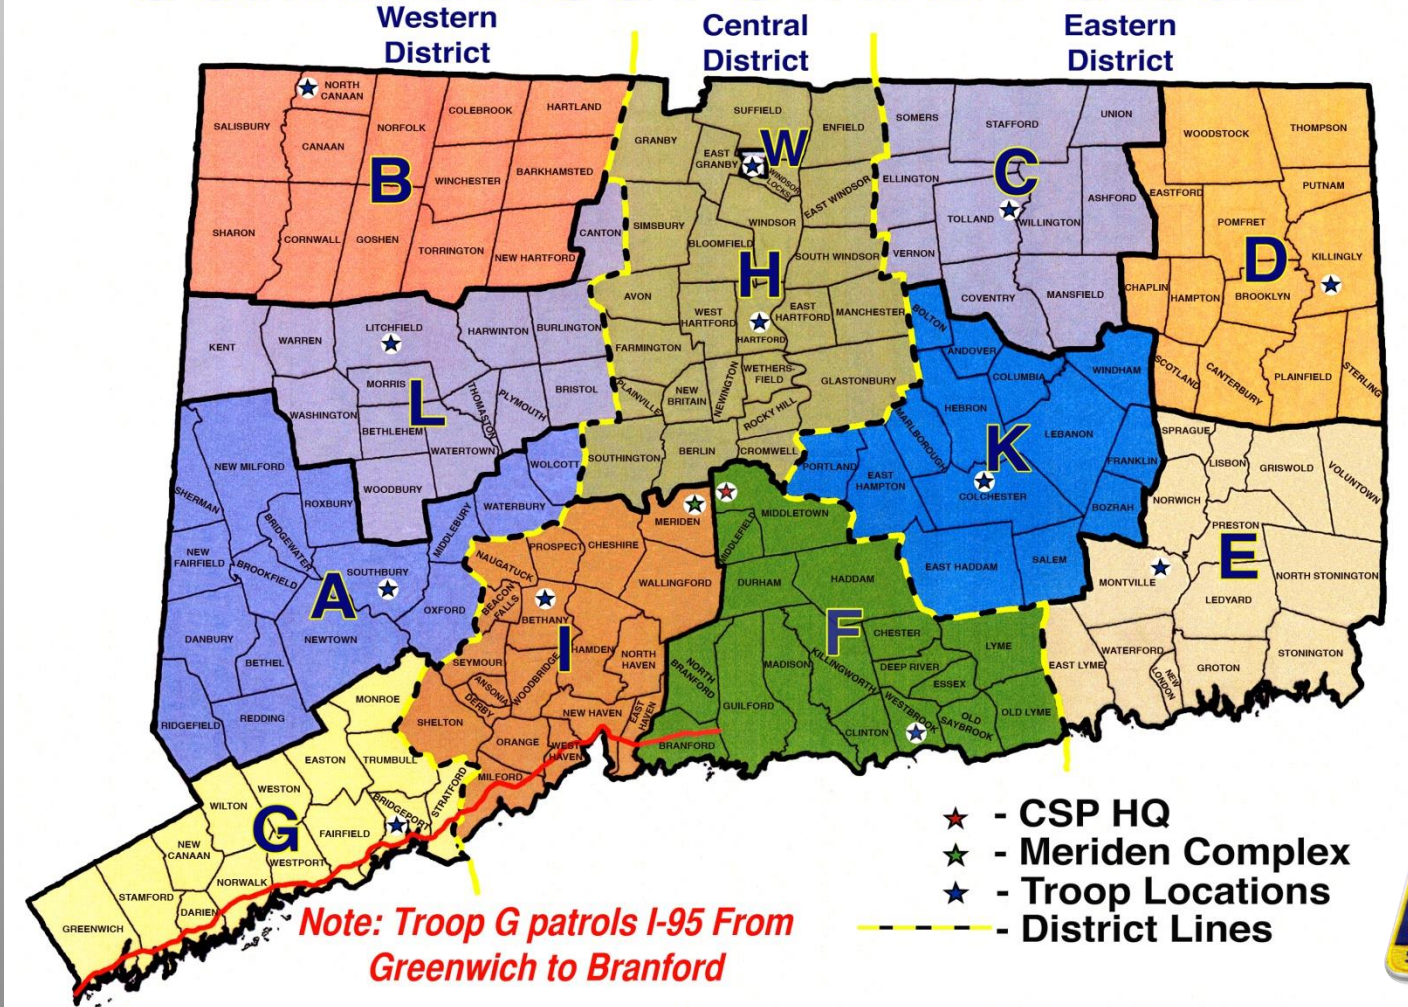 Western
District
Central
District
Eastern
District
NORTH
CANAAN
SALISBURY
CANAAN
NORFOLK
COLEBROOK
HARTLAND
B
WINCHESTER
BARKHAMSTED
SHARON
CORNWALL
GOSHEN
TORRINGTON
NEW HARTFORD
CANTON
KENT
WARREN
LITCHFIELD
HARWINTON
BURLINGTON
MORRIS
L
THOMASTON
PLYMOUTH
BRISTOL
WASHINGTON
BETHLEHEM
WATERTOWN
WOODBURY
NEW MILFORD
SHERMAN
ROXBURY
BRIDGEWATER
MIDDLEBURY
WATERBURY
WOLCOTT
NEW
FAIRFIELD
BROOKFIELD
A
SOUTHBURY
OXFORD
DANBURY
NEWTOWN
BETHEL
RIDGEFIELD
REDDING
MONROE
EASTON
TRUMBULL
WESTON
WILTON
BRIDGEPORT
STRATFORD
G
FAIRFIELD
NEW
CANAAN
WESTPORT
NORWALK
STAMFORD
DARIEN
GREENWICH
SUFFIELD
GRANBY
EAST
GRANBY
W
ENFIELD
WINDSOR
LOCKS
EAST WINDSOR
SIMSBURY
WINDSOR
BLOOMFIELD
H
SOUTH WINDSOR
AVON
WEST
HARTFORD
EAST
HARTFORD
MANCHESTER
HARTFORD
FARMINGTON
PLAINVILLE
NEW
BRITAIN
NEWINGTON
WETHERS-
FIELD
GLASTONBURY
ROCKY HILL
SOUTHINGTON
BERLIN
CROMWELL
MERIDEN
NAUGATUCK
PROSPECT
CHESHIRE
WALLINGFORD
BEACON
FALLS
BETHANY
I
HAMDEN
NORTH
HAVEN
SEYMOUR
ANSONIA
WOODBRIDGE
DERBY
SHELTON
NEW HAVEN
EAST
HAVEN
ORANGE
WEST
HAVEN
MILFORD
MIDDLETOWN
MIDDLEFIELD
DURHAM
HADDAM
F
CHESTER
LYME
NORTH
BRANFORD
MADISON
KILLINGWORTH
DEEP RIVER
ESSEX
GUILFORD
WESTBROOK
OLD
SAYBROOK
OLD LYME
CLINTON
BRANFORD
SOMERS
STAFFORD
UNION
ELLINGTON
C
TOLLAND
WILLINGTON
ASHFORD
VERNON
COVENTRY
MANSFIELD
BOLTON
ANDOVER
COLUMBIA
WINDHAM
HEBRON
MARLBOROUGH
K
LEBANON
PORTLAND
EAST
HAMPTON
FRANKLIN
COLCHESTER
BOZRAH
EAST HADDAM
SALEM
WOODSTOCK
THOMPSON
EASTFORD
PUTNAM
POMFRET
D
KILLINGLY
CHAPLIN
HAMPTON
BROOKLYN
SCOTLAND
CANTERBURY
PLAINFIELD
STERLING
SPRAGUE
LISBON
GRISWOLD
VOLUNTOWN
NORWICH
PRESTON
E
MONTVILLE
NORTH STONINGTON
LEDYARD
EAST LYME
WATERFORD
NEW
LONDON
GROTON
STONINGTON
- CSP HQ
- Meriden Complex
- Troop Locations
- District Lines
Note: Troop G patrols I-95 From
Greenwich to Branford